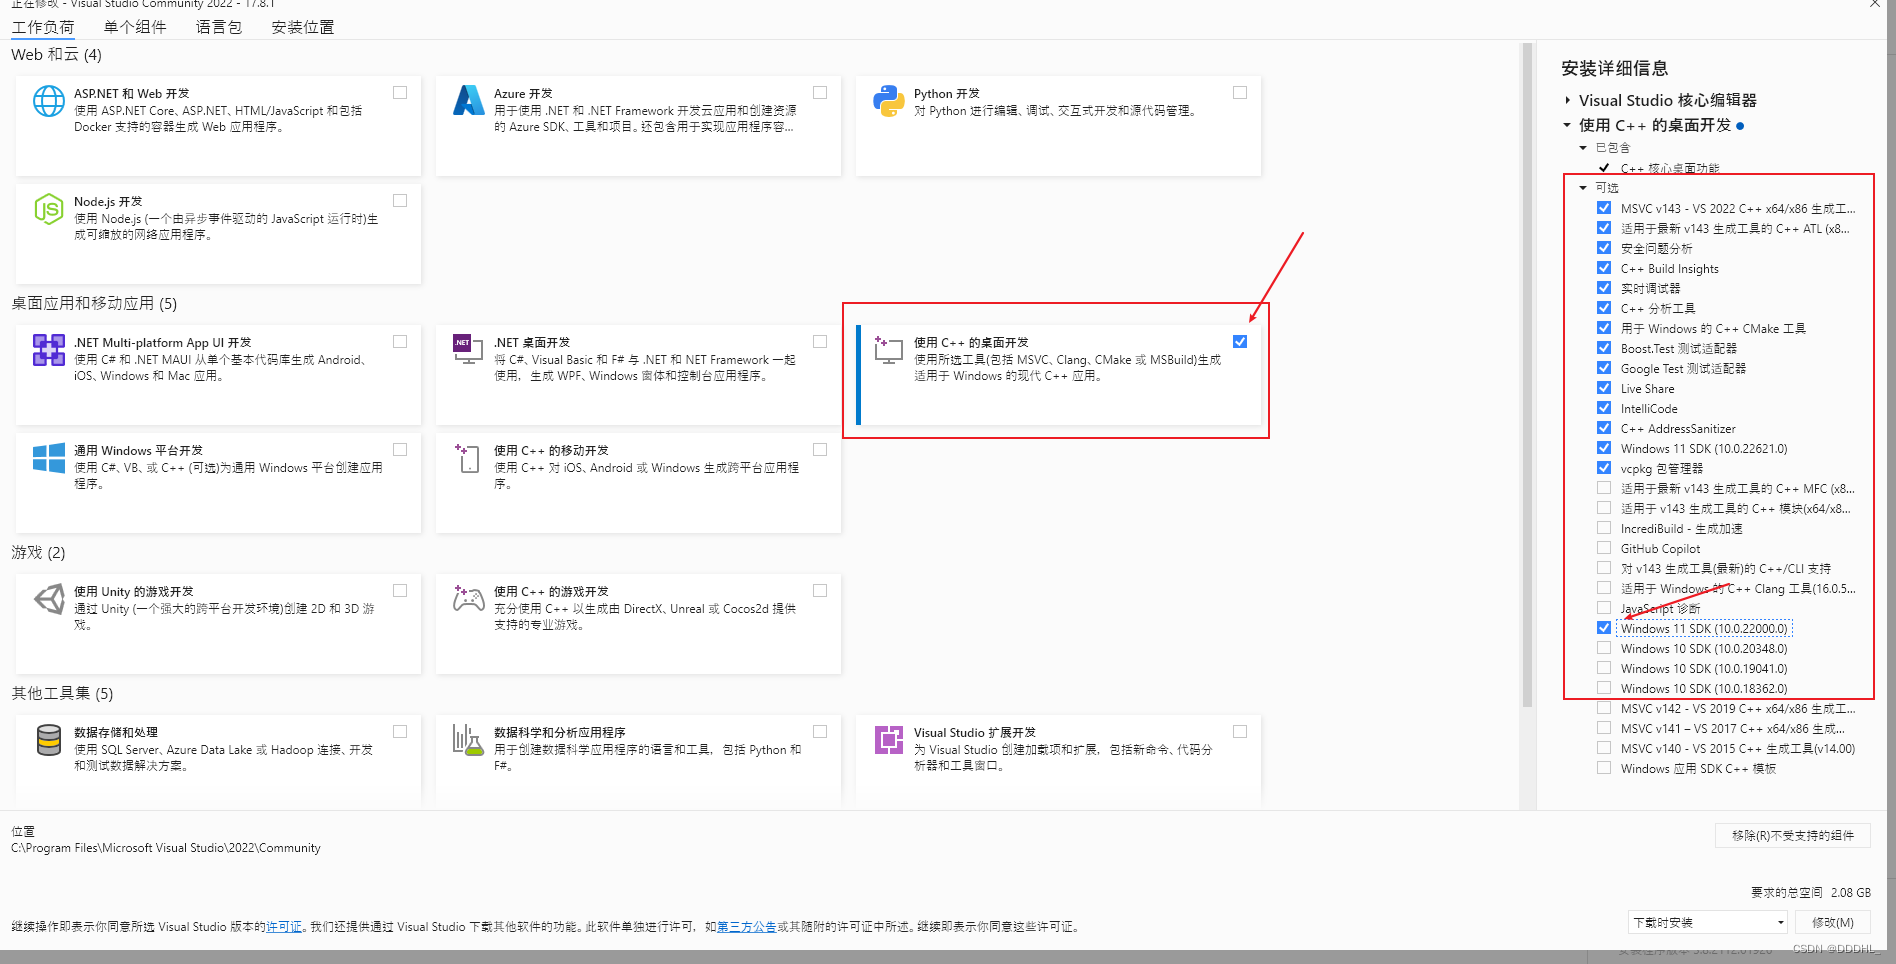 正在修改 - Visual Studio Community 2022 - 17.8.1
工作负荷
单个组件
语言包
安装位置
Web 和云 (4)
ASP.NET 和 Web 开发
使用 ASP.NET Core、ASP.NET、HTML/JavaScript 和包括
Docker 支持的容器生成 Web 应用程序。
Azure 开发
用于使用 .NET 和 .NET Framework 开发云应用和创建资源
的 Azure SDK、工具和项目。还包含用于实现应用程序容...
Python 开发
对 Python 进行编辑、调试、交互式开发和源代码管理。
Node.js 开发
使用 Node.js (一个由异步事件驱动的 JavaScript 运行时)生
成可缩放的网络应用程序。
桌面应用和移动应用 (5)
.NET Multi-platform App UI 开发
使用 C# 和 .NET MAUI 从单个基本代码库生成 Android、
iOS、Windows 和 Mac 应用。
.NET
.NET 桌面开发
将 C#、Visual Basic 和 F# 与 .NET 和 NET Framework 一起
使用，生成 WPF、Windows 窗体和控制台应用程序。
使用 C++ 的桌面开发
使用所选工具(包括 MSVC、Clang、CMake 或 MSBuild)生成
适用于 Windows 的现代 C++ 应用。
通用 Windows 平台开发
使用 C#、VB、或 C++ (可选)为通用 Windows 平台创建应用
程序。
使用 C++ 的移动开发
使用 C++ 对 iOS、Android 或 Windows 生成跨平台应用程
序。
游戏 (2)
使用 Unity 的游戏开发
通过 Unity (一个强大的跨平台开发环境)创建 2D 和 3D 游
戏。
使用 C++ 的游戏开发
充分使用 C++ 以生成由 DirectX、Unreal 或 Cocos2d 提供
支持的专业游戏。
其他工具集 (5)
数据存储和处理
使用 SQL Server、Azure Data Lake 或 Hadoop 连接、开发
和测试数据解决方案。
数据科学和分析应用程序
用于创建数据科学应用程序的语言和工具，包括 Python 和
F#。
Visual Studio 扩展开发
为 Visual Studio 创建加载项和扩展，包括新命令、代码分
析器和工具窗口。
安装详细信息
Visual Studio 核心编辑器
使用 C++ 的桌面开发
已包含
C++ 核心桌面功能
可选
MSVC v143 - VS 2022 C++ x64/x86 生成工...
适用于最新 v143 生成工具的 C++ ATL (x8...
安全问题分析
C++ Build Insights
实时调试器
C++ 分析工具
用于 Windows 的 C++ CMake 工具
Boost.Test 测试适配器
Google Test 测试适配器
Live Share
IntelliCode
C++ AddressSanitizer
Windows 11 SDK (10.0.22621.0)
vcpkg 包管理器
适用于最新 v143 生成工具的 C++ MFC (x8...
适用于 v143 生成工具的 C++ 模块(x64/x8...
IncrediBuild - 生成加速
GitHub Copilot
对 v143 生成工具(最新)的 C++/CLI 支持
适用于 Windows 的 C++ Clang 工具(16.0.5...
JavaScript 诊断
Windows 11 SDK (10.0.22000.0)
Windows 10 SDK (10.0.20348.0)
Windows 10 SDK (10.0.19041.0)
Windows 10 SDK (10.0.18362.0)
MSVC v142 - VS 2019 C++ x64/x86 生成工...
MSVC v141 – VS 2017 C++ x64/x86 生成...
MSVC v140 - VS 2015 C++ 生成工具(v14.00)
Windows 应用 SDK C++ 模板
位置
C:\Program Files\Microsoft Visual Studio\2022\Community
移除(R)不受支持的组件
要求的总空间 2.08 GB
继续操作即表示你同意所选 Visual Studio 版本的许可证。我们还提供通过 Visual Studio 下载其他软件的功能。此软件单独进行许可，如第三方公告或其随附的许可证中所述。继续即表示你同意这些许可证。
下载时安装
修改(M)
CSDN @DDDHL_